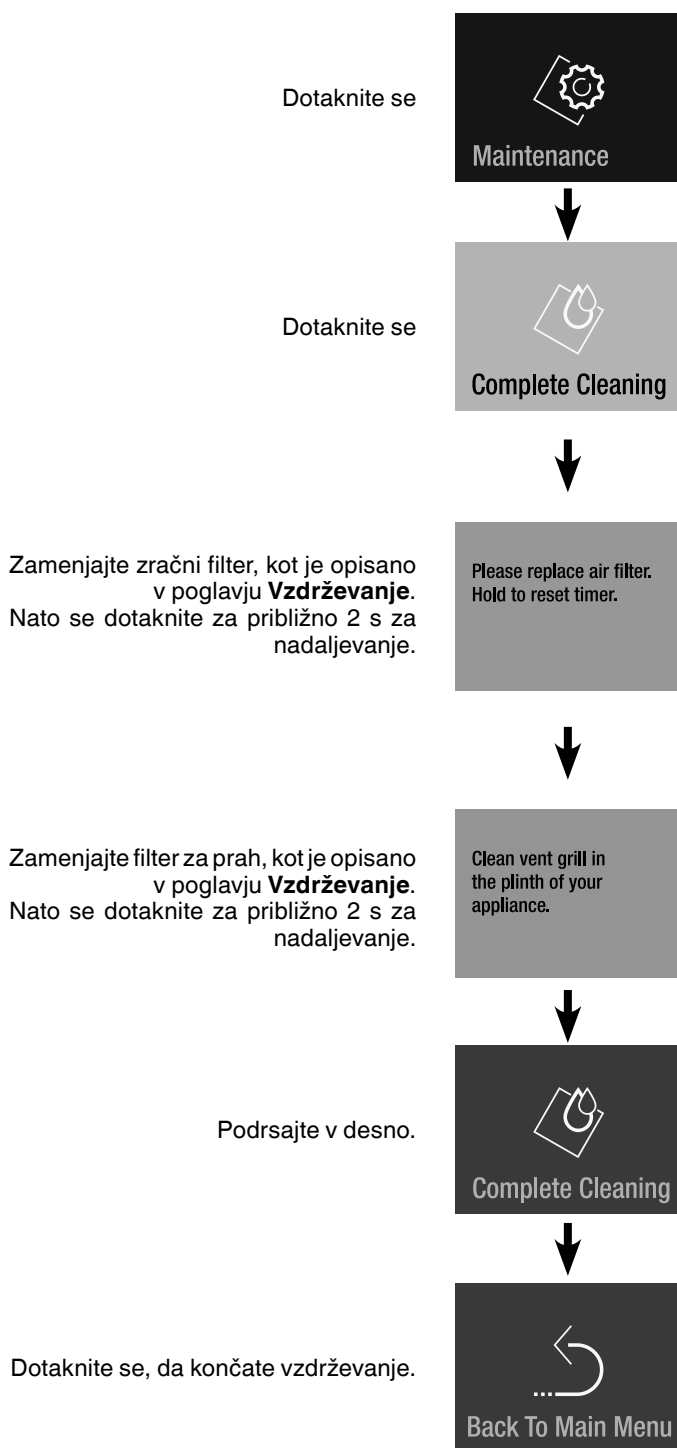 Dotaknite se
Maintenance
Dotaknite se
Complete Cleaning
Zamenjajte zračni filter, kot je opisano
v poglavju Vzdrževanje.
Nato se dotaknite za približno 2 s za
nadaljevanje.
Please replace air filter.
Hold to reset timer.
Zamenjajte filter za prah, kot je opisano
v poglavju Vzdrževanje.
Nato se dotaknite za približno 2 s za
nadaljevanje.
Clean vent grill in
the plinth of your
appliance.
Podrsajte v desno.
Complete Cleaning
Dotaknite se, da končate vzdrževanje.
Back To Main Menu